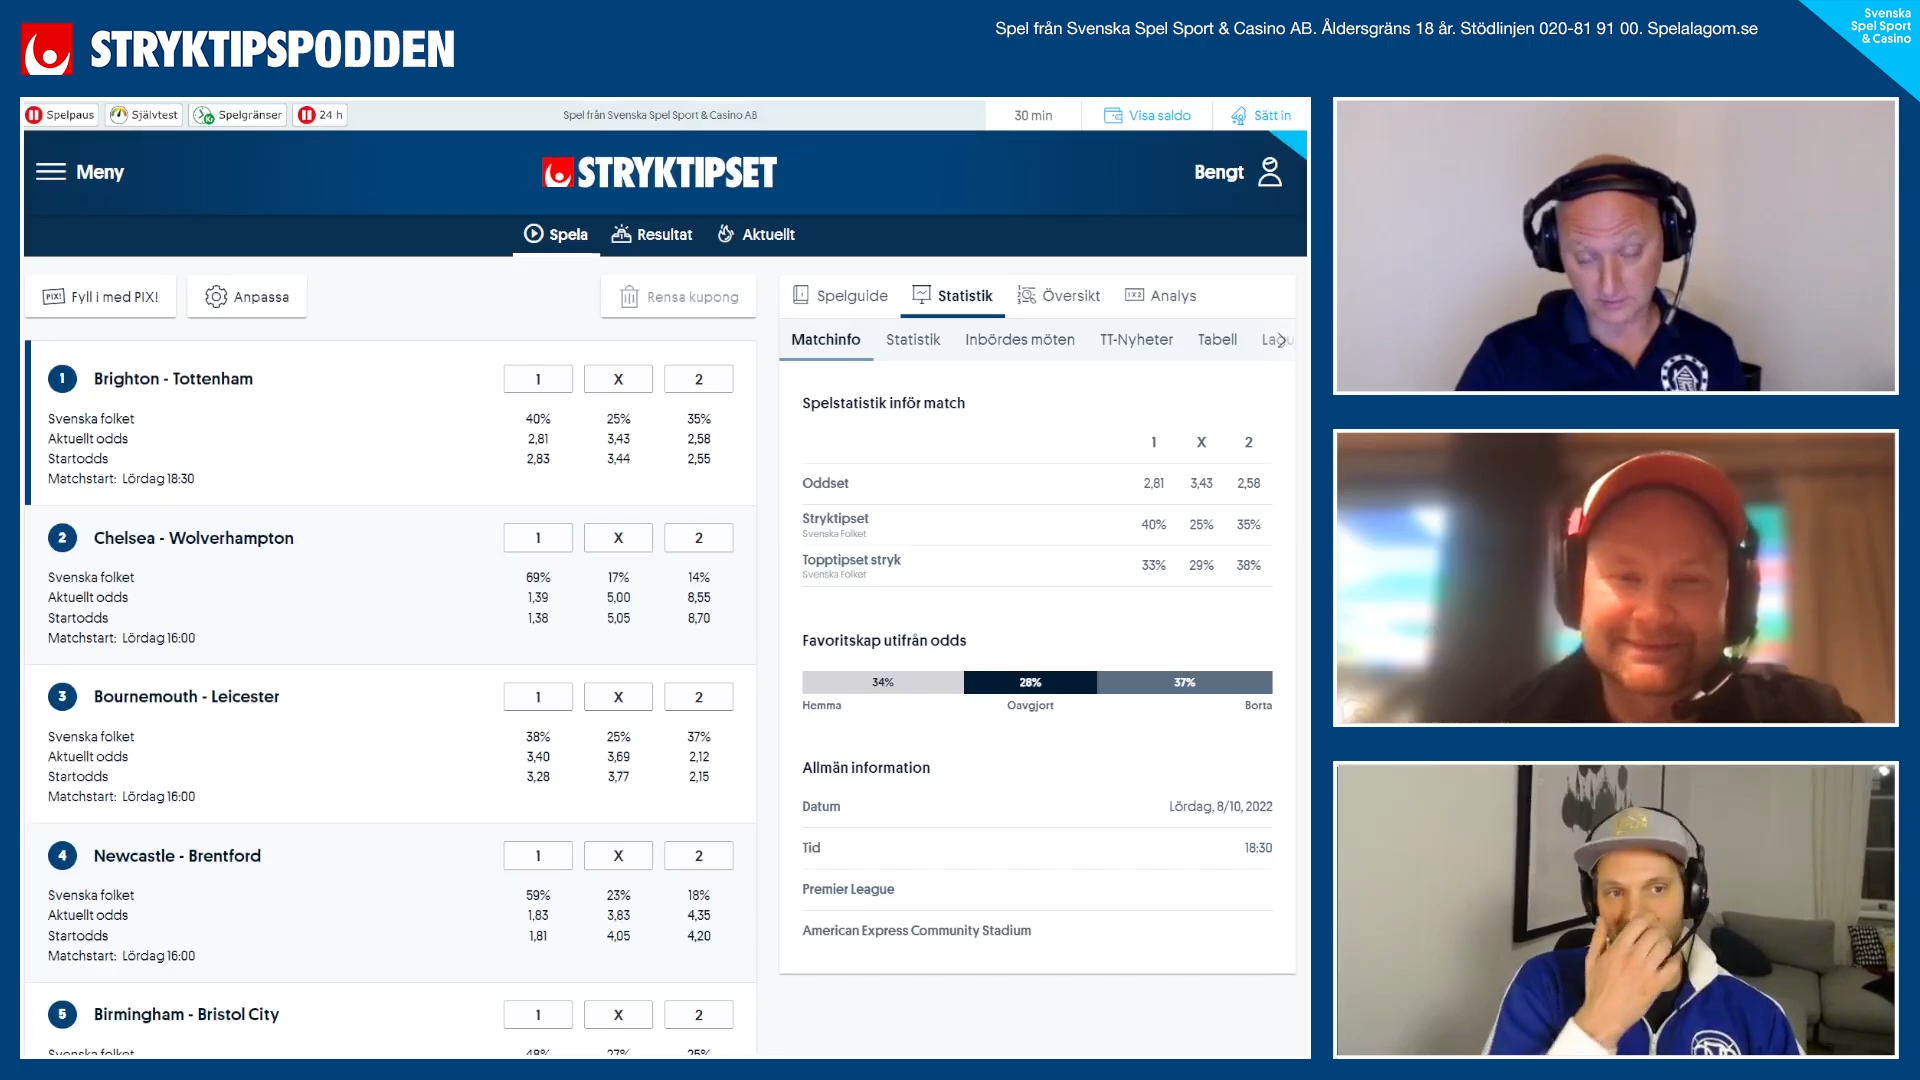 STRYKTIPSPODDEN
Spel från Svenska Spel Sport & Casino AB. Åldersgräns 18 år. Stödlinjen 020-81 91 00. Spelalagom.se
Svenska
Spel Sport
& Casino
Spelpaus Självtest Spelgränser 24 h Spel från Svenska Spel Sport & Casino AB 30 min Visa saldo Sätt in
Meny STRYKTIPSET Bengt
Spela Resultat Aktuellt
PIX! Fyll i med PIX! Anpassa Rensa kupong
1 Brighton - Tottenham 1 X 2
Svenska folket 40% 25% 35%
Aktuellt odds 2,81 3,43 2,58
Startodds 2,83 3,44 2,55
Matchstart: Lördag 18:30
2 Chelsea - Wolverhampton 1 X 2
Svenska folket 69% 17% 14%
Aktuellt odds 1,39 5,00 8,55
Startodds 1,38 5,05 8,70
Matchstart: Lördag 16:00
3 Bournemouth - Leicester 1 X 2
Svenska folket 38% 25% 37%
Aktuellt odds 3,40 3,69 2,12
Startodds 3,28 3,77 2,15
Matchstart: Lördag 16:00
4 Newcastle - Brentford 1 X 2
Svenska folket 59% 23% 18%
Aktuellt odds 1,83 3,83 4,35
Startodds 1,81 4,05 4,20
Matchstart: Lördag 16:00
5 Birmingham - Bristol City 1 X 2
Svenska folket 48% 27% 25%
Spelguide Statistik Översikt 1X2 Analys
Matchinfo Statistik Inbördes möten TT-Nyheter Tabell
Spelstatistik inför match
1 X 2
Oddset 2,81 3,43 2,58
Stryktipset 40% 25% 35%
Svenska Folket
Topptipset stryk 33% 29% 38%
Svenska Folket
Favoritskap utifrån odds
34% 28% 37%
Hemma Oavgjort Borta
Allmän information
Datum Lördag, 8/10, 2022
Tid 18:30
Premier League
American Express Community Stadium